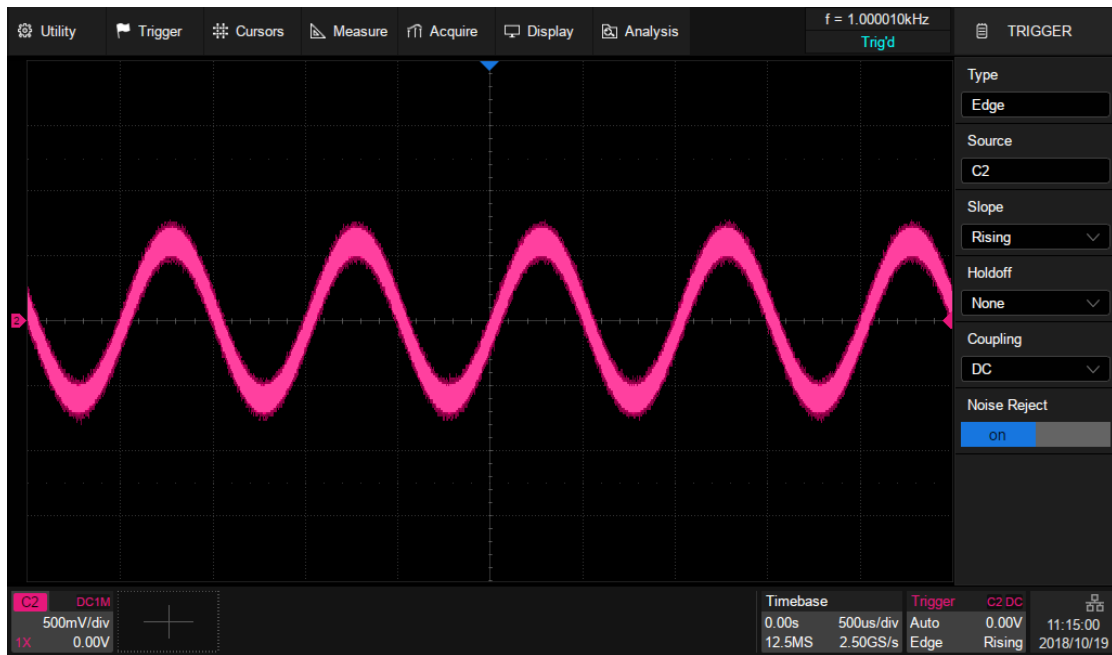 Utility
Trigger
Cursors
Measure
Acquire
Display
Analysis
f = 1.000010kHz
Trig'd
TRIGGER
Type
Edge
Source
C2
Slope
Rising
Holdoff
None
Coupling
DC
Noise Reject
on
2
C2 DC1M
500mV/div
1X 0.00V
Timebase
0.00s 500us/div
12.5MS 2.50GS/s
Trigger C2 DC
Auto 0.00V
Edge Rising
11:15:00
2018/10/19